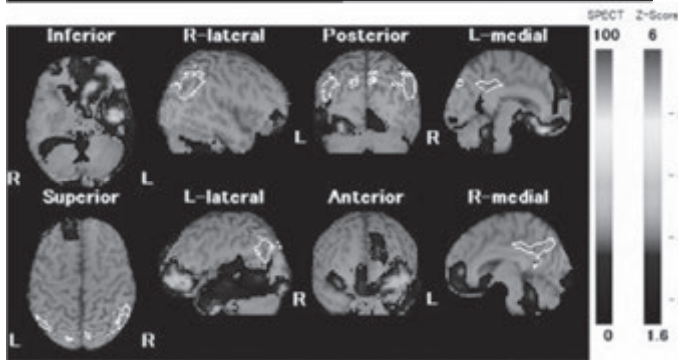 SPECT Z-Score
100 6
Inferior R-lateral Posterior L-medial
L R
R L
Superior L-lateral Anterior R-medial
R L
L R
0 1.6